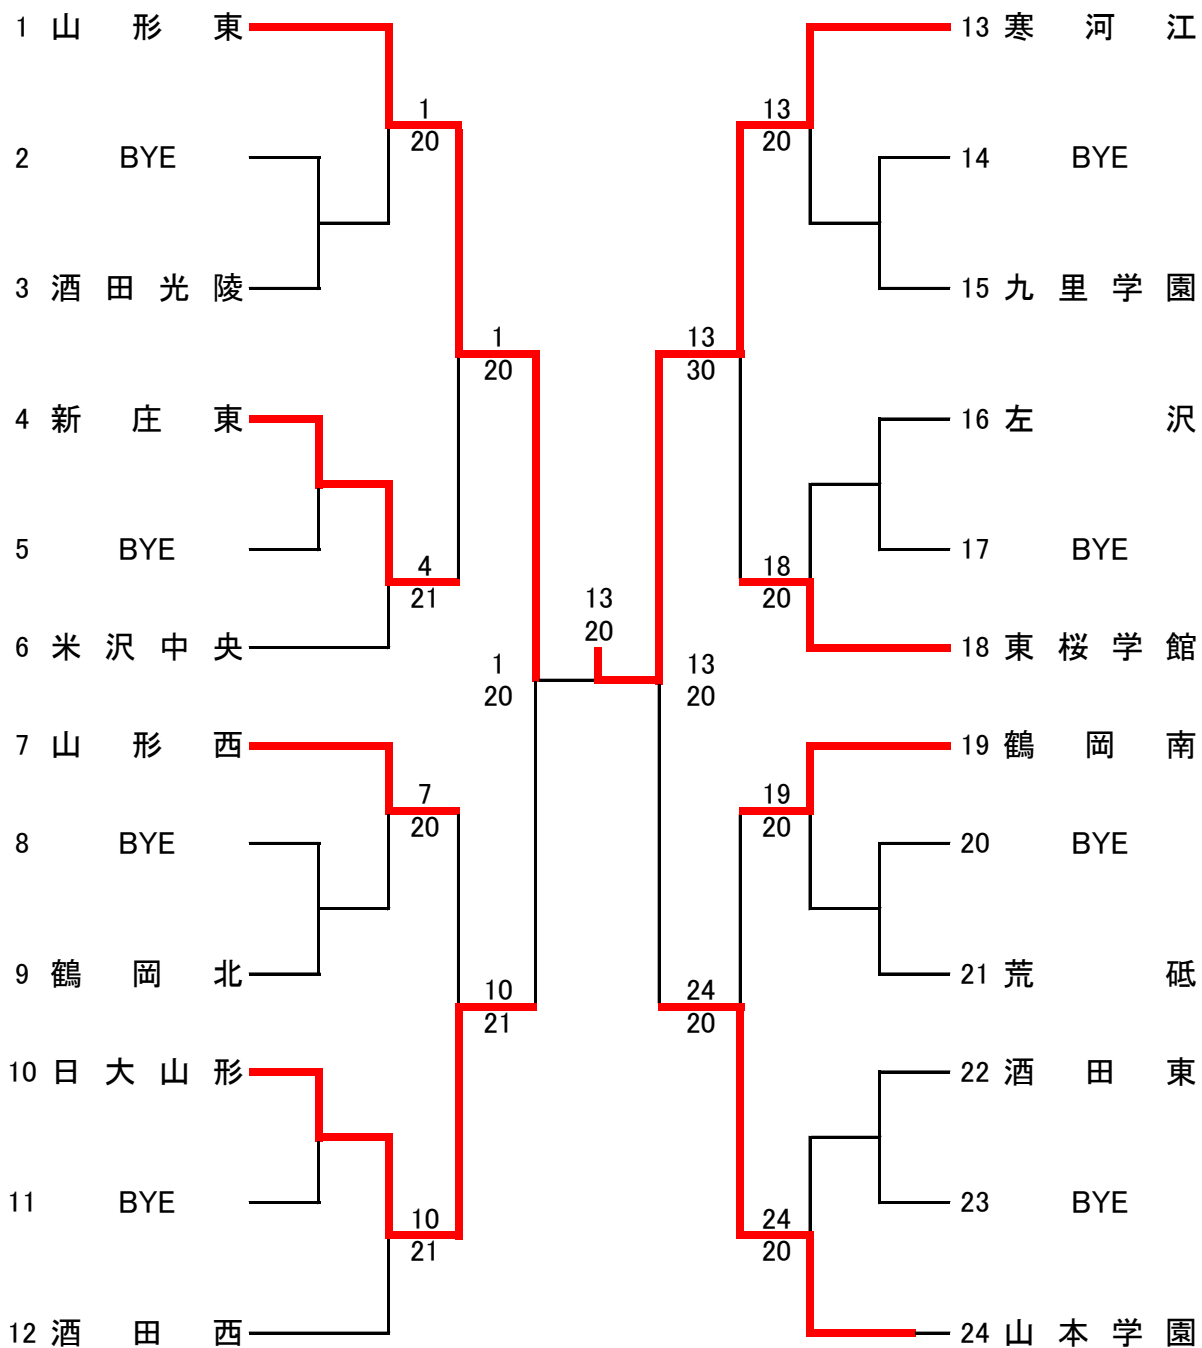 1 山形東
2 BYE
3 酒田光陵
4 新庄東
5 BYE
6 米沢中央
7 山形西
8 BYE
9 鶴岡北
10 日大山形
11 BYE
12 酒田西
1
20
4
21
7
20
10
21
1
20
10
21
1
20
13
20
13
20
13
30
24
20
13
20
18
20
19
20
24
20
13 寒河江
14 BYE
15 九里学園
16 左沢
17 BYE
18 東桜学館
19 鶴岡南
20 BYE
21 荒砥
22 酒田東
23 BYE
24 山本学園